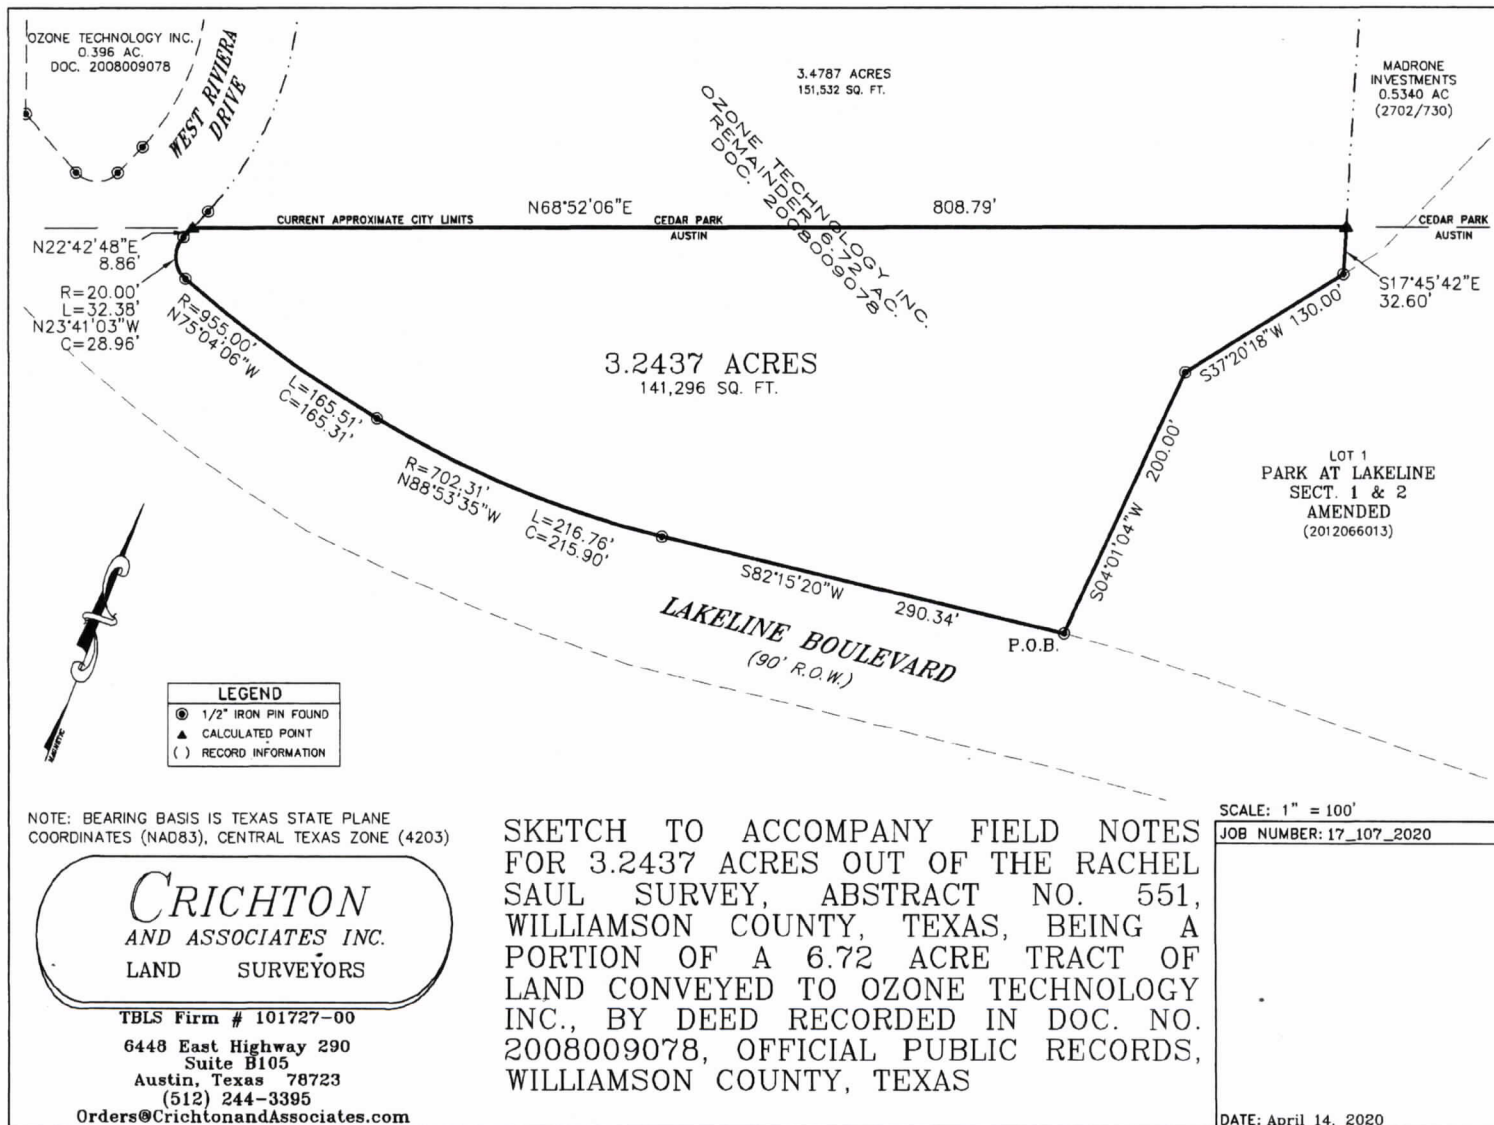 OZONE TECHNOLOGY INC.
0.396 AC.
DOC. 2008009078
WEST RIVIERA
DRIVE
3.4787 ACRES
151,532 SQ. FT.
OZONE TECHNOLOGY INC.
REMAINDER 6.72 AC.
DOC. 2008009078
MADRONE
INVESTMENTS
0.5340 AC
(2702/730)
CURRENT APPROXIMATE CITY LIMITS
N68°52'06"E
CEDAR PARK
AUSTIN
808.79'
CEDAR PARK
AUSTIN
N22°42'48"E
8.86'
R=20.00'
L=32.38'
N23°41'03"W
C=28.96'
R=955.00'
N75°04'06"W
L=165.51'
C=165.31'
S17°45'42"E
32.60'
S37°20'18"W 130.00'
3.2437 ACRES
141,296 SQ. FT.
R=702.31'
N88°53'35"W
L=216.76'
C=215.90'
S04°01'04"W 200.00'
LOT 1
PARK AT LAKELINE
SECT. 1 & 2
AMENDED
(2012066013)
S82°15'20"W 290.34'
P.O.B.
LAKELINE BOULEVARD
(90' R.O.W.)
MAGNETIC
LEGEND
1/2" IRON PIN FOUND
CALCULATED POINT
( ) RECORD INFORMATION
NOTE: BEARING BASIS IS TEXAS STATE PLANE
COORDINATES (NAD83), CENTRAL TEXAS ZONE (4203)
CRICHTON
AND ASSOCIATES INC.
LAND SURVEYORS
TBLS Firm # 101727-00
6448 East Highway 290
Suite B105
Austin, Texas 78723
(512) 244-3395
Orders@CrichtonandAssociates.com
SKETCH TO ACCOMPANY FIELD NOTES
FOR 3.2437 ACRES OUT OF THE RACHEL
SAUL SURVEY, ABSTRACT NO. 551,
WILLIAMSON COUNTY, TEXAS, BEING A
PORTION OF A 6.72 ACRE TRACT OF
LAND CONVEYED TO OZONE TECHNOLOGY
INC., BY DEED RECORDED IN DOC. NO.
2008009078, OFFICIAL PUBLIC RECORDS,
WILLIAMSON COUNTY, TEXAS
SCALE: 1" = 100'
JOB NUMBER: 17_107_2020
DATE: April 14, 2020